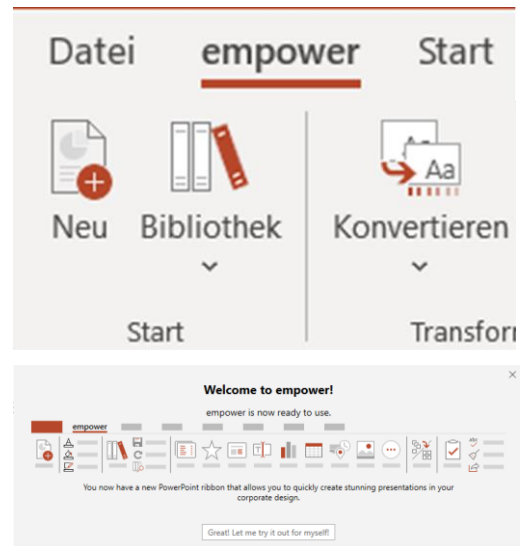 Datei empower Start
Aa
Neu Bibliothek Konvertieren
Start Transfor
Welcome to empower!
empower is now ready to use.
empower
You now have a new PowerPoint ribbon that allows you to quickly create stunning presentations in your
corporate design.
Great! Let me try it out for myself!